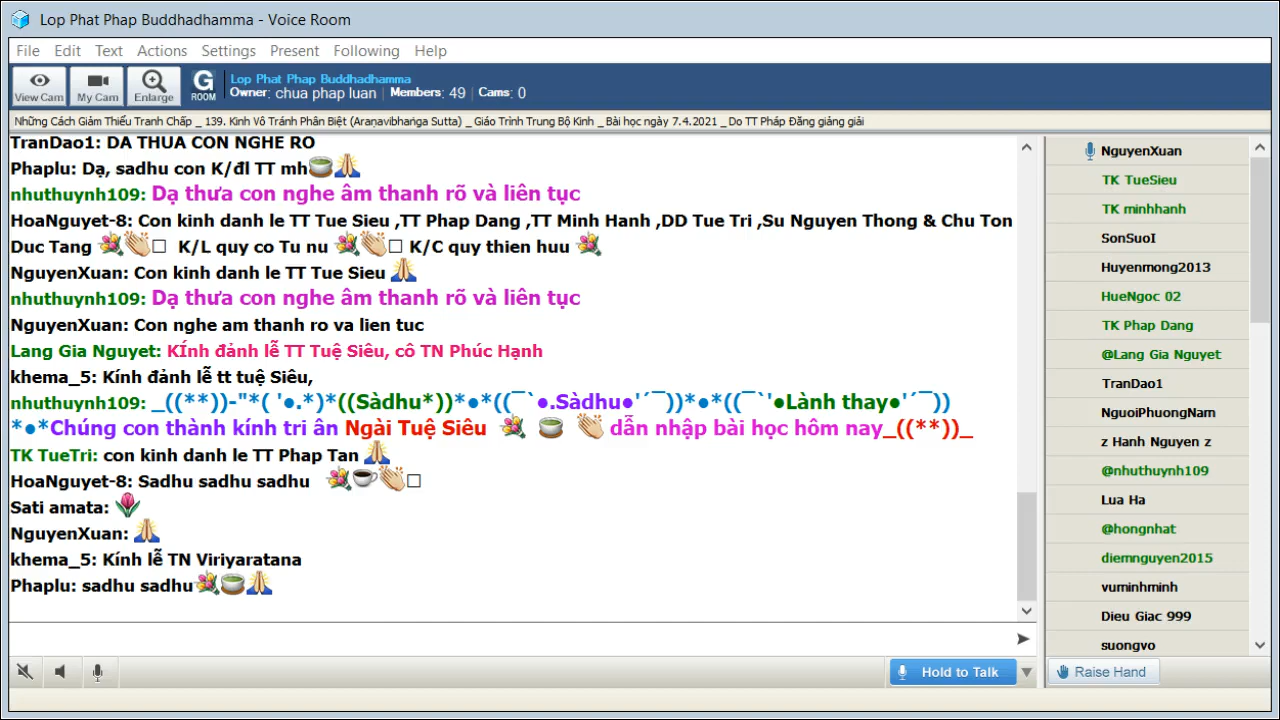 Lop Phat Phap Buddhadhamma - Voice Room
File Edit Text Actions Settings Present Following Help
View Cam My Cam Enlarge G ROOM
Lop Phat Phap Buddhadhamma
Owner: chua phap luan | Members: 49 | Cams: 0
Những Cách Giảm Thiểu Tranh Chấp _ 139. Kinh Vô Tránh Phân Biệt (Araṇavibhaṅga Sutta) _ Giáo Trình Trung Bộ Kinh _ Bài học ngày 7.4.2021 _ Do TT Pháp Đăng giảng giải
TranDao1: DA THUA CON NGHE RO
Phaplu: Dạ, sadhu con K/đl TT mh🍵🙏
nhuthuynh109: Dạ thưa con nghe âm thanh rõ và liên tục
HoaNguyet-8: Con kinh danh le TT Tue Sieu ,TT Phap Dang ,TT Minh Hanh ,DD Tue Tri ,Su Nguyen Thong & Chu Ton
Duc Tang 💐👏🏻□ K/L quy co Tu nu 💐👏🏻□ K/C quy thien huu 💐
NguyenXuan: Con kinh danh le TT Tue Sieu 🙏
nhuthuynh109: Dạ thưa con nghe âm thanh rõ và liên tục
NguyenXuan: Con nghe am thanh ro va lien tuc
Lang Gia Nguyet: KÍnh đảnh lễ TT Tuệ Siêu, cô TN Phúc Hạnh
khema_5: Kính đảnh lễ tt tuệ Siêu,
nhuthuynh109: _((**))-"*( '●.*)*((Sàdhu*))*●*((¯`●.Sàdhu●'´¯))*●*((¯`'●Lành thay●'´¯))
*●*Chúng con thành kính tri ân Ngài Tuệ Siêu 💐 🍵 👏🏻 dẫn nhập bài học hôm nay_((**))_
TK TueTri: con kinh danh le TT Phap Tan 🙏
HoaNguyet-8: Sadhu sadhu sadhu 💐☕👏🏻□
Sati amata: 🌷
NguyenXuan: 🙏
khema_5: Kính lễ TN Viriyaratana
Phaplu: sadhu sadhu💐🍵🙏
Hold to Talk
NguyenXuan
TK TueSieu
TK minhhanh
SonSuoI
Huyenmong2013
HueNgoc 02
TK Phap Dang
@Lang Gia Nguyet
TranDao1
NguoiPhuongNam
z Hanh Nguyen z
@nhuthuynh109
Lua Ha
@hongnhat
diemnguyen2015
vuminhminh
Dieu Giac 999
suongvo
Raise Hand